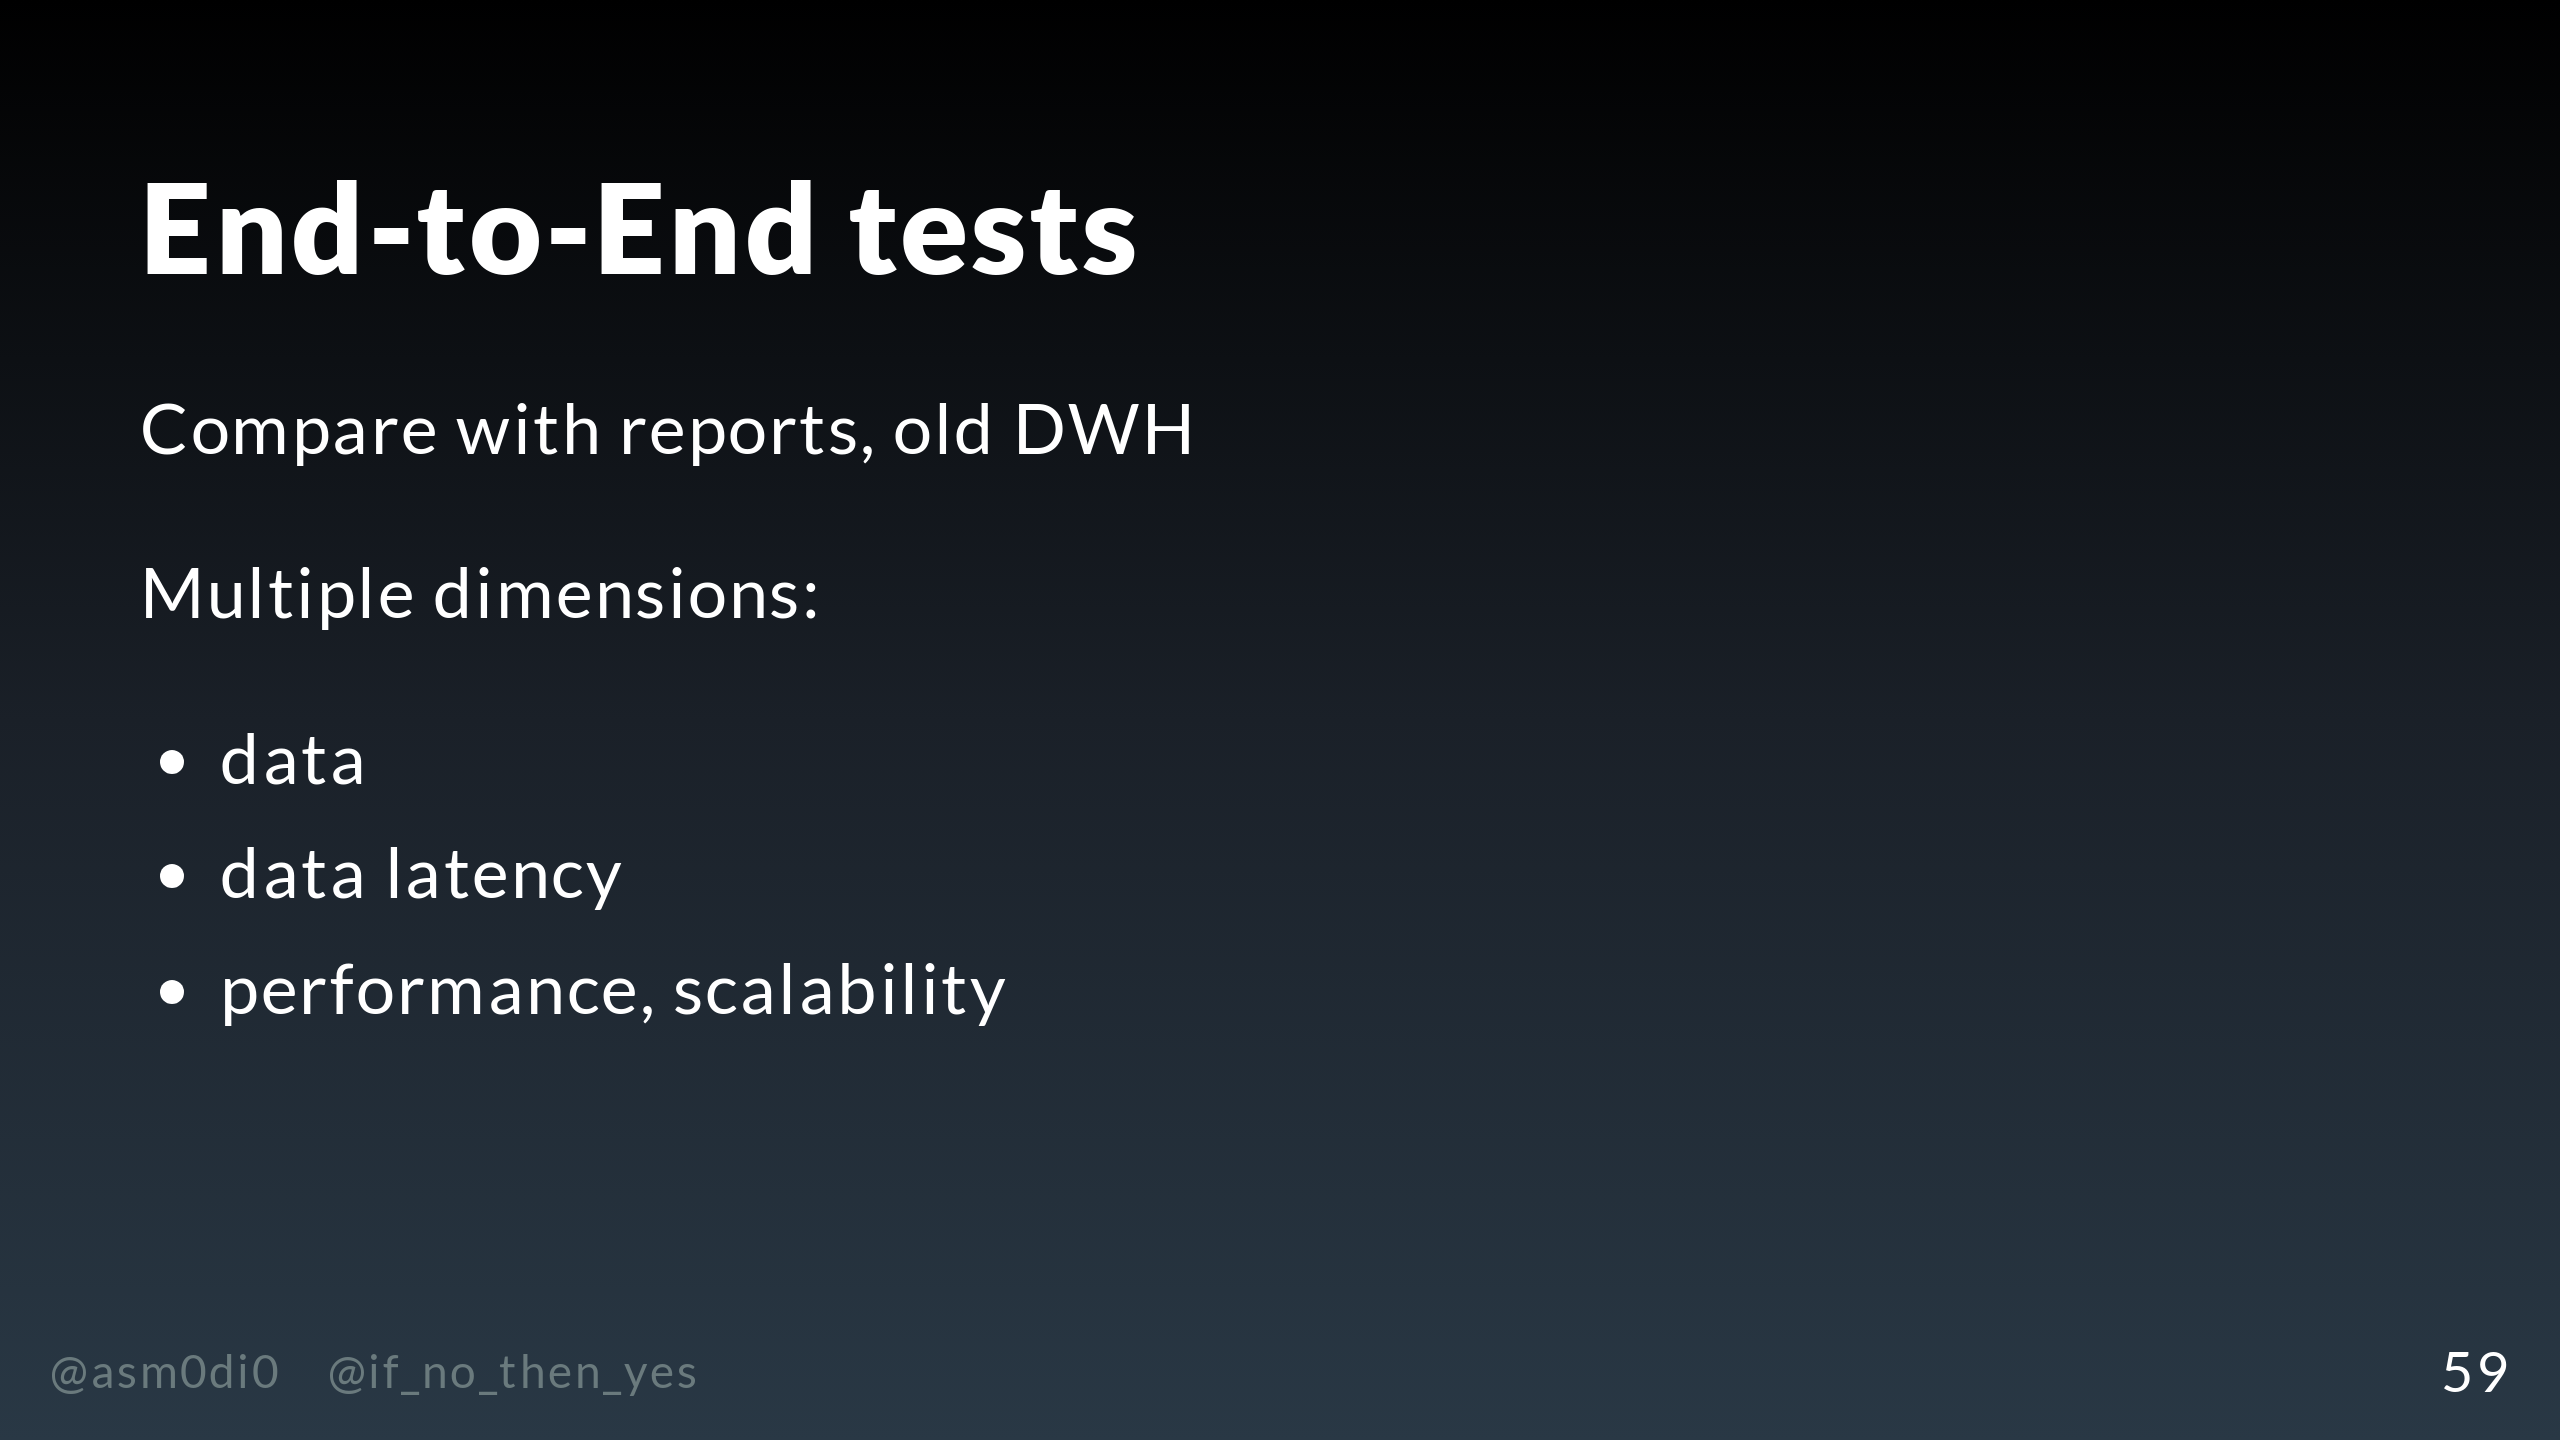 End-to-End tests
Compare with reports, old DWH
Multiple dimensions:
• data
• data latency
• performance, scalability
@asm0di0 @if_no_then_yes
59